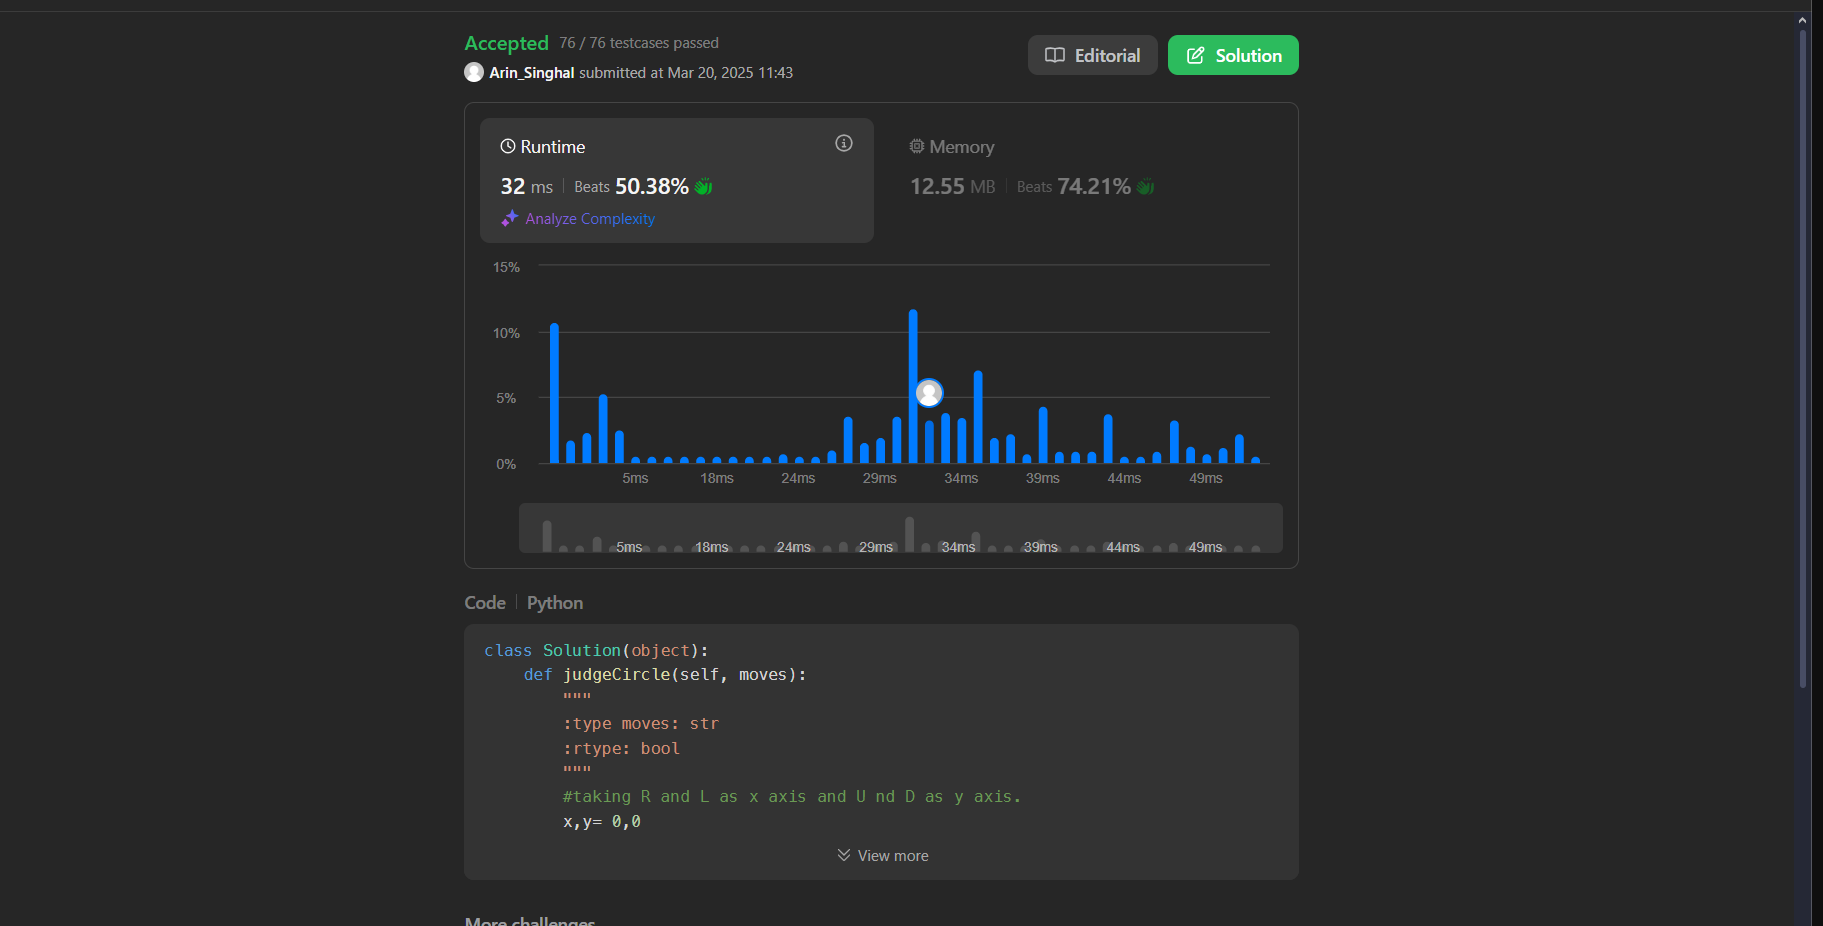 Accepted 76 / 76 testcases passed
Arin_Singhal submitted at Mar 20, 2025 11:43
Editorial
Solution
Runtime
32 ms | Beats 50.38%
Analyze Complexity
Memory
12.55 MB | Beats 74.21%
15%
10%
5%
0%
5ms 18ms 24ms 29ms 34ms 39ms 44ms 49ms
5ms 18ms 24ms 29ms 34ms 39ms 44ms 49ms
Code | Python
class Solution(object):
    def judgeCircle(self, moves):
        """
        :type moves: str
        :rtype: bool
        """
        #taking R and L as x axis and U nd D as y axis.
        x,y= 0,0
View more
More challenges